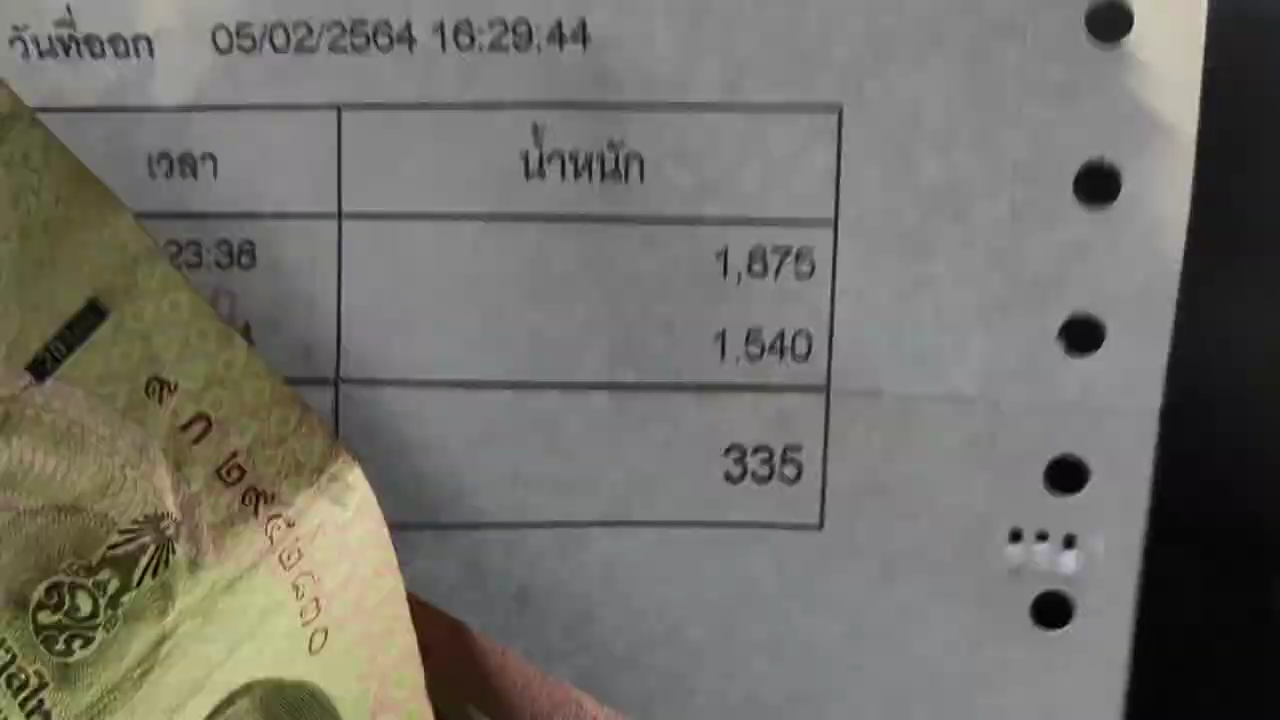 วันที่ออก 05/02/2564 16:29:44
เวลา น้ำหนัก
23:38 1,875
1,540
335
๙ ก ๒๙๕๒๘๐๐